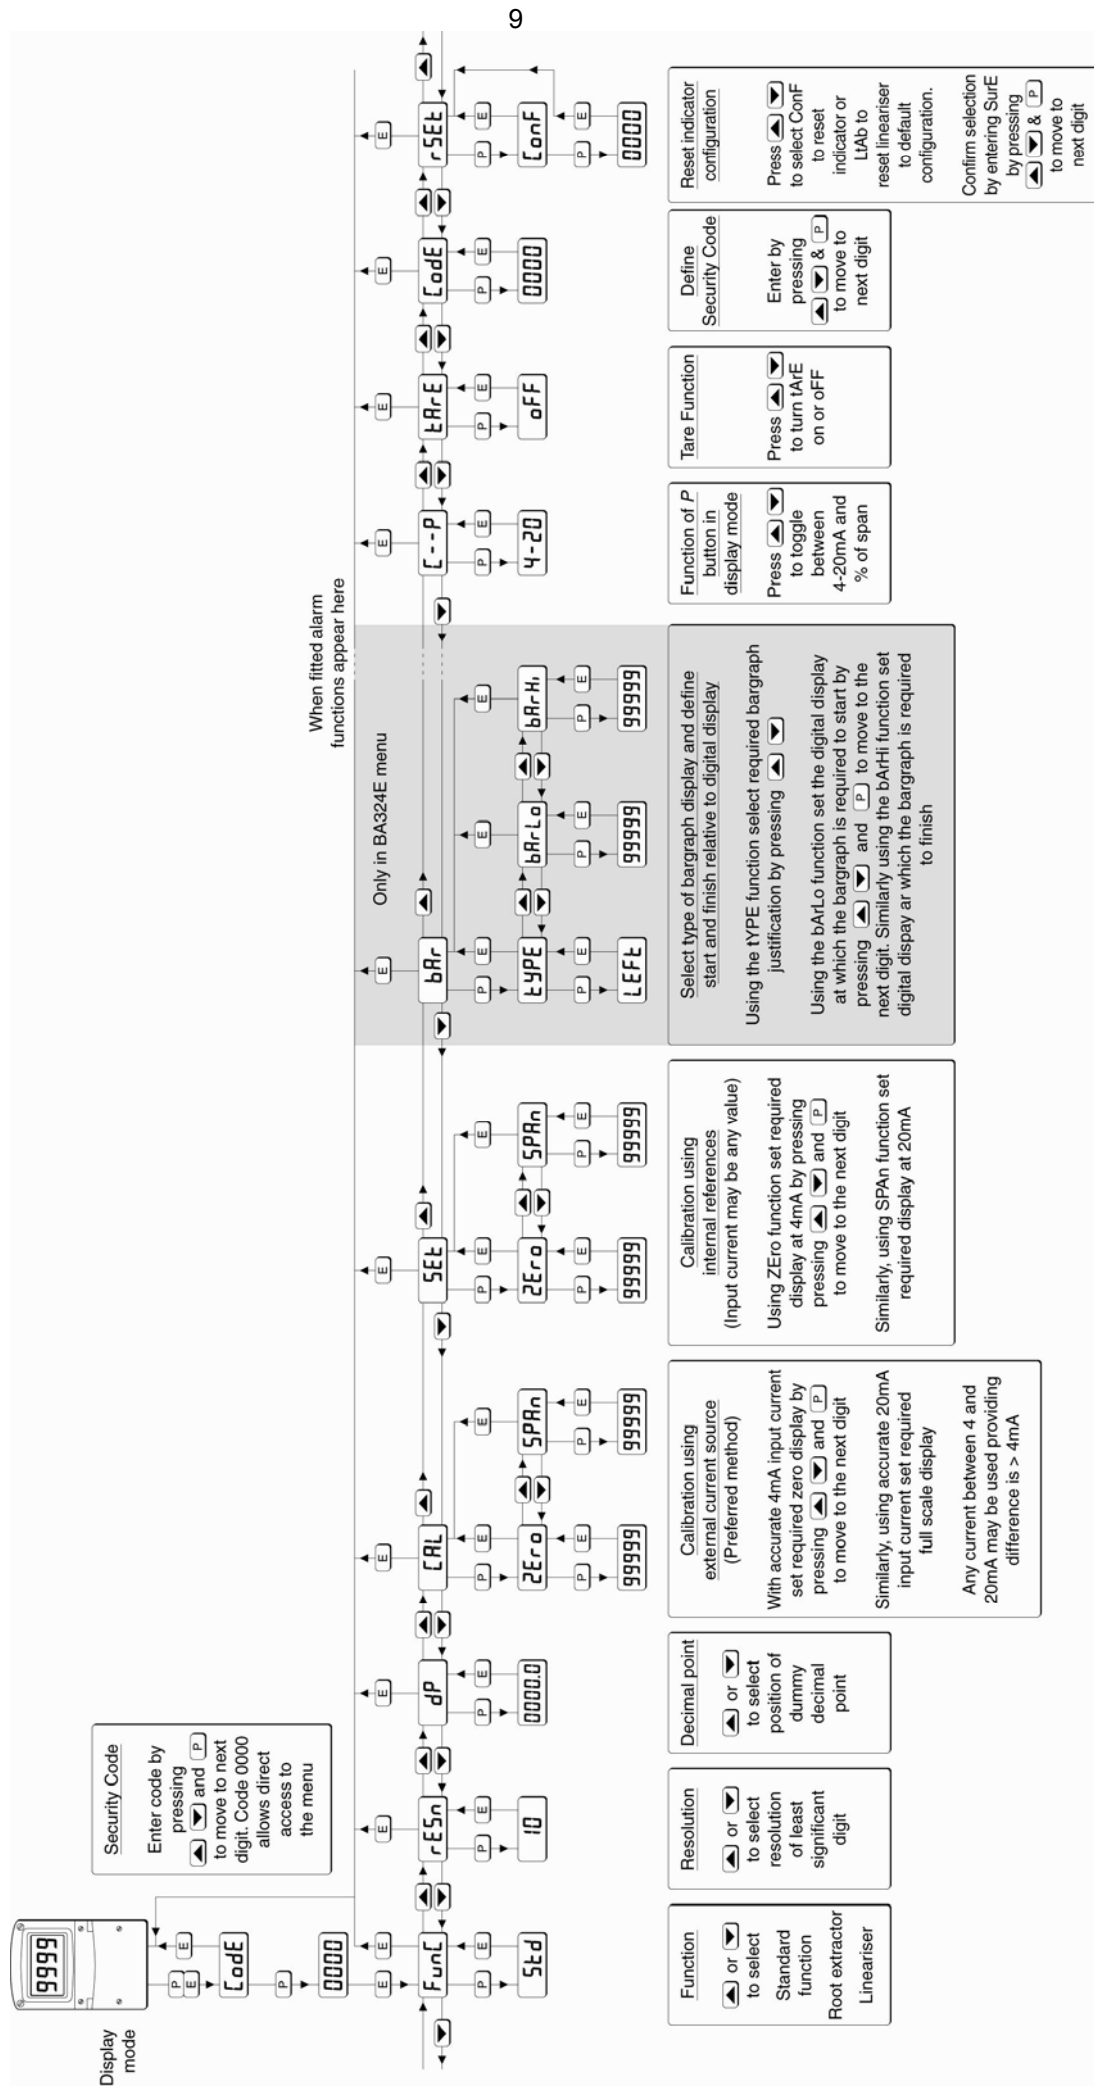 9
9999
Display
mode
P
E
E
CodE
P
0000
E
E
Security Code
Enter code by
pressing
▲ ▼ and P
to move to next
digit. Code 0000
allows direct
access to
the menu
When fitted alarm
functions appear here
Only in BA324E menu
FunC
P
E
Std
E
rESn
P
E
10
E
dP
P
E
0000.0
E
CAL
P
E
E
ZEro
SPAn
P
E
P
E
99999
99999
E
SEt
P
E
E
ZEro
SPAn
P
E
P
E
99999
99999
E
bAr
P
E
E
E
tYPE
bArLo
bArHi
P
E
P
E
P
E
LEFt
99999
99999
E
C--P
P
E
4-20
E
tArE
P
E
oFF
E
CodE
P
E
0000
E
rSEt
P
E
ConF
P
E
0000
Function
▲ or ▼
to select
Standard
function
Root extractor
Lineariser
Resolution
▲ or ▼
to select
resolution
of least
significant
digit
Decimal point
▲ or ▼
to select
position of
dummy
decimal
point
Calibration using
external current source
(Preferred method)
With accurate 4mA input current
set required zero display by
pressing ▲ ▼ and P
to move to the next digit
Similarly, using accurate 20mA
input current set required
full scale display
Any current between 4 and
20mA may be used providing
difference is > 4mA
Calibration using
internal references
(Input current may be any value)
Using ZEro function set required
display at 4mA by pressing
pressing ▲ ▼ and P
to move to the next digit
Similarly, using SPAn function set
required display at 20mA
Select type of bargraph display and define
start and finish relative to digital display
Using the tYPE function select required bargraph
justification by pressing ▲ ▼
Using the bArLo function set the digital display
at which the bargraph is required to start by
pressing ▲ ▼ and P to move to the
next digit. Similarly using the bArHi function set
digital dispay ar which the bargraph is required
to finish
Function of P
button in
display mode
Press ▲ ▼
to toggle
between
4-20mA and
% of span
Tare Function
Press ▲ ▼
to turn tArE
on or oFF
Define
Security Code
Enter by
pressing
▲ ▼ & P
to move to
next digit
Reset indicator
configuration
Press ▲ ▼
to select ConF
to reset
indicator or
LtAb to
reset lineariser
to default
configuration.
Confirm selection
by entering SurE
by pressing
▲ ▼ & P
to move to
next digit